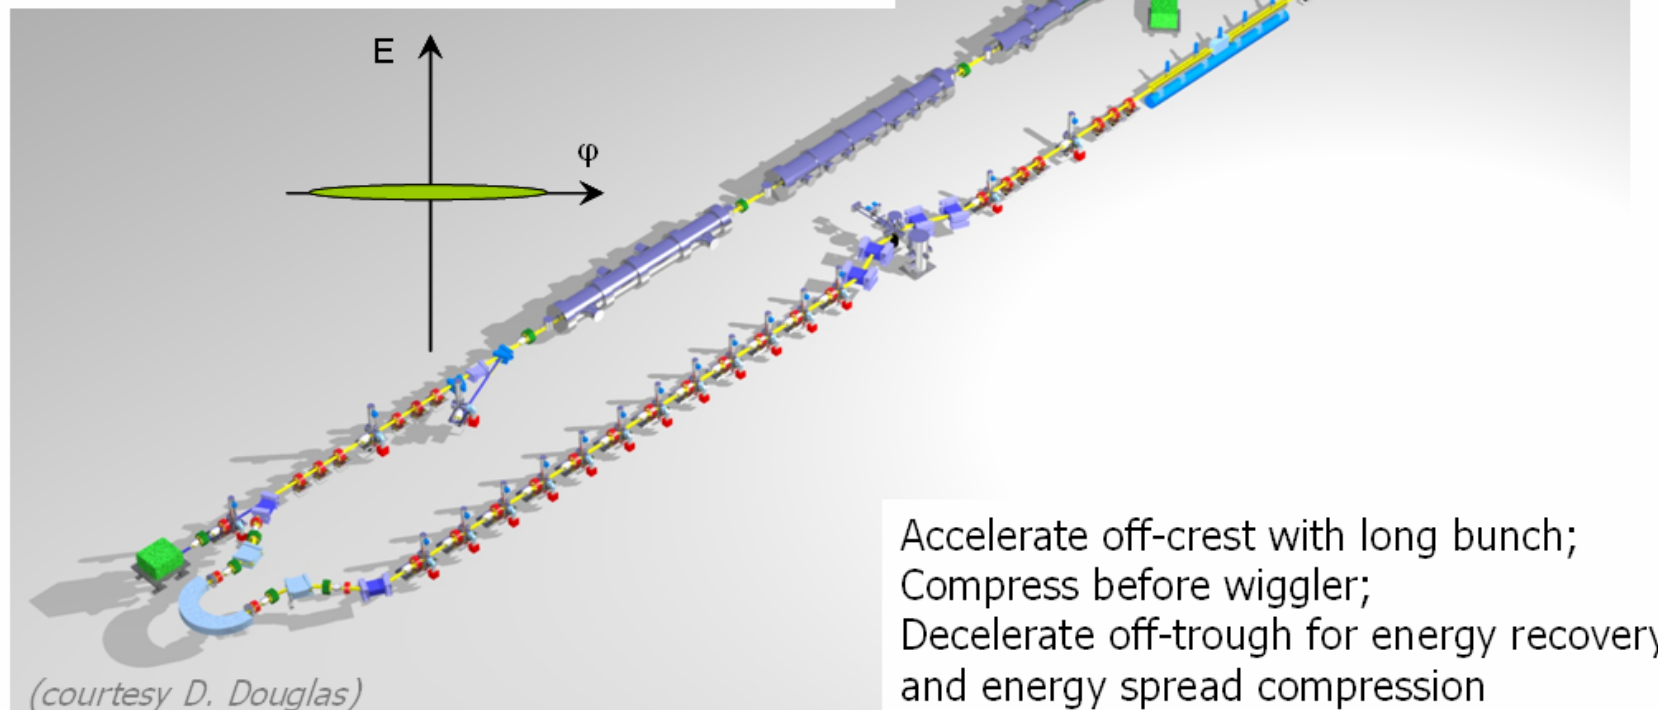 E
φ
Accelerate off-crest with long bunch;
Compress before wiggler;
Decelerate off-trough for energy recovery
and energy spread compression
(courtesy D. Douglas)